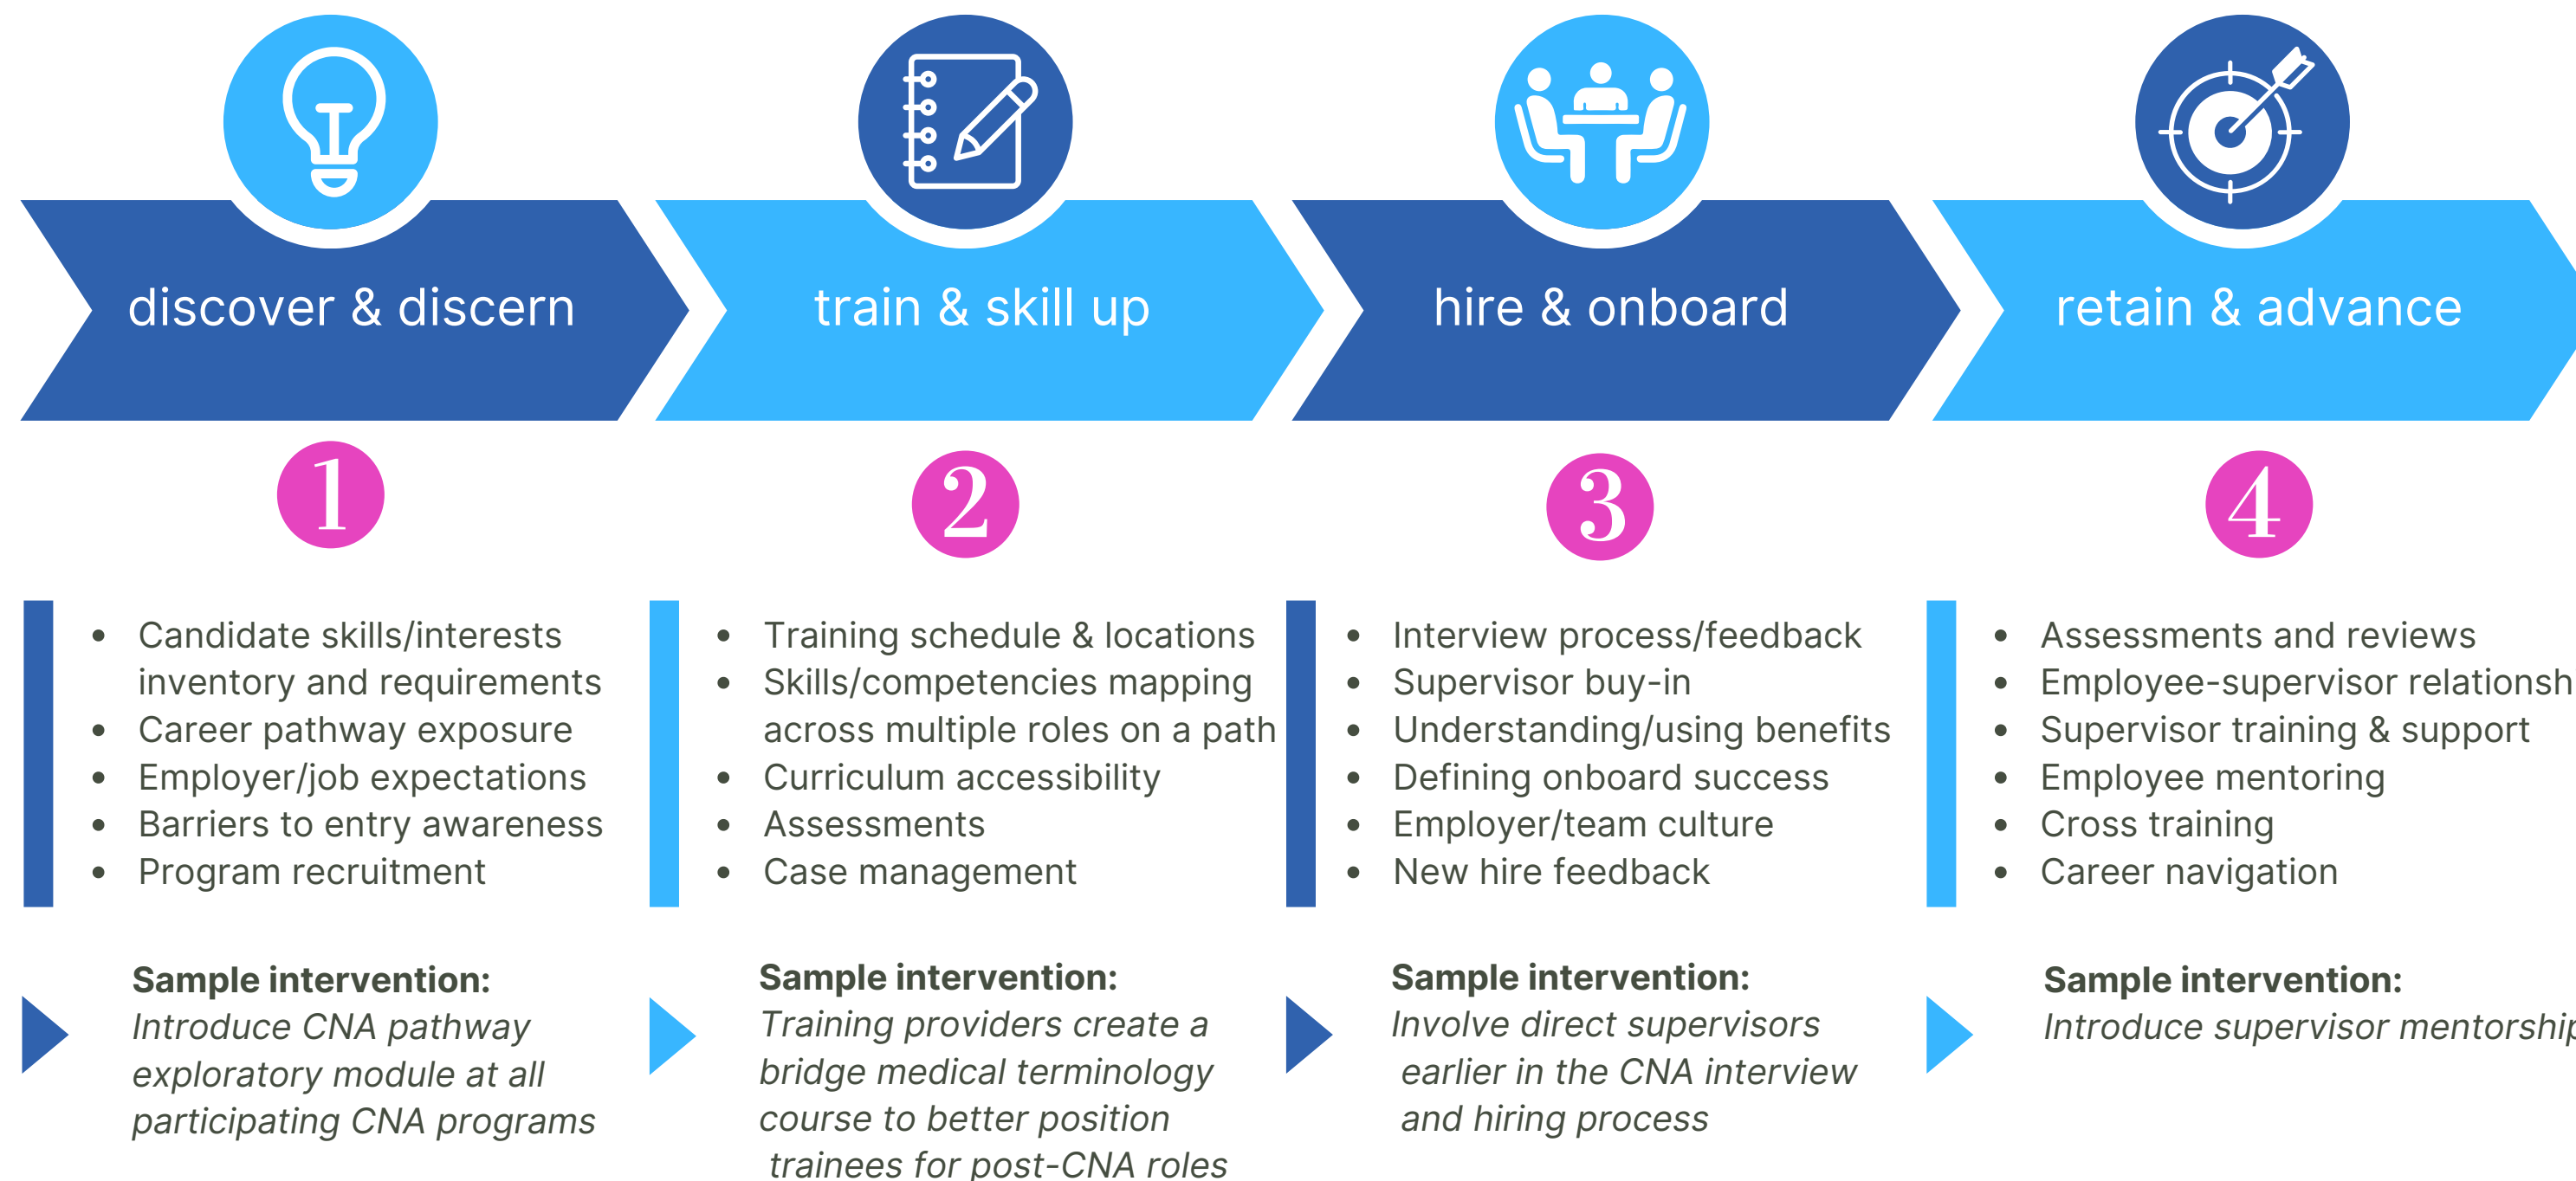 discover & discern
train & skill up
hire & onboard
retain & advance
1
2
3
4
• Candidate skills/interests
inventory and requirements
• Career pathway exposure
• Employer/job expectations
• Barriers to entry awareness
• Program recruitment
• Training schedule & locations
• Skills/competencies mapping
across multiple roles on a path
• Curriculum accessibility
• Assessments
• Case management
• Interview process/feedback
• Supervisor buy-in
• Understanding/using benefits
• Defining onboard success
• Employer/team culture
• New hire feedback
• Assessments and reviews
• Employee-supervisor relationsh
• Supervisor training & support
• Employee mentoring
• Cross training
• Career navigation
Sample intervention:
Introduce CNA pathway
exploratory module at all
participating CNA programs
Sample intervention:
Training providers create a
bridge medical terminology
course to better position
trainees for post-CNA roles
Sample intervention:
Involve direct supervisors
earlier in the CNA interview
and hiring process
Sample intervention:
Introduce supervisor mentorship